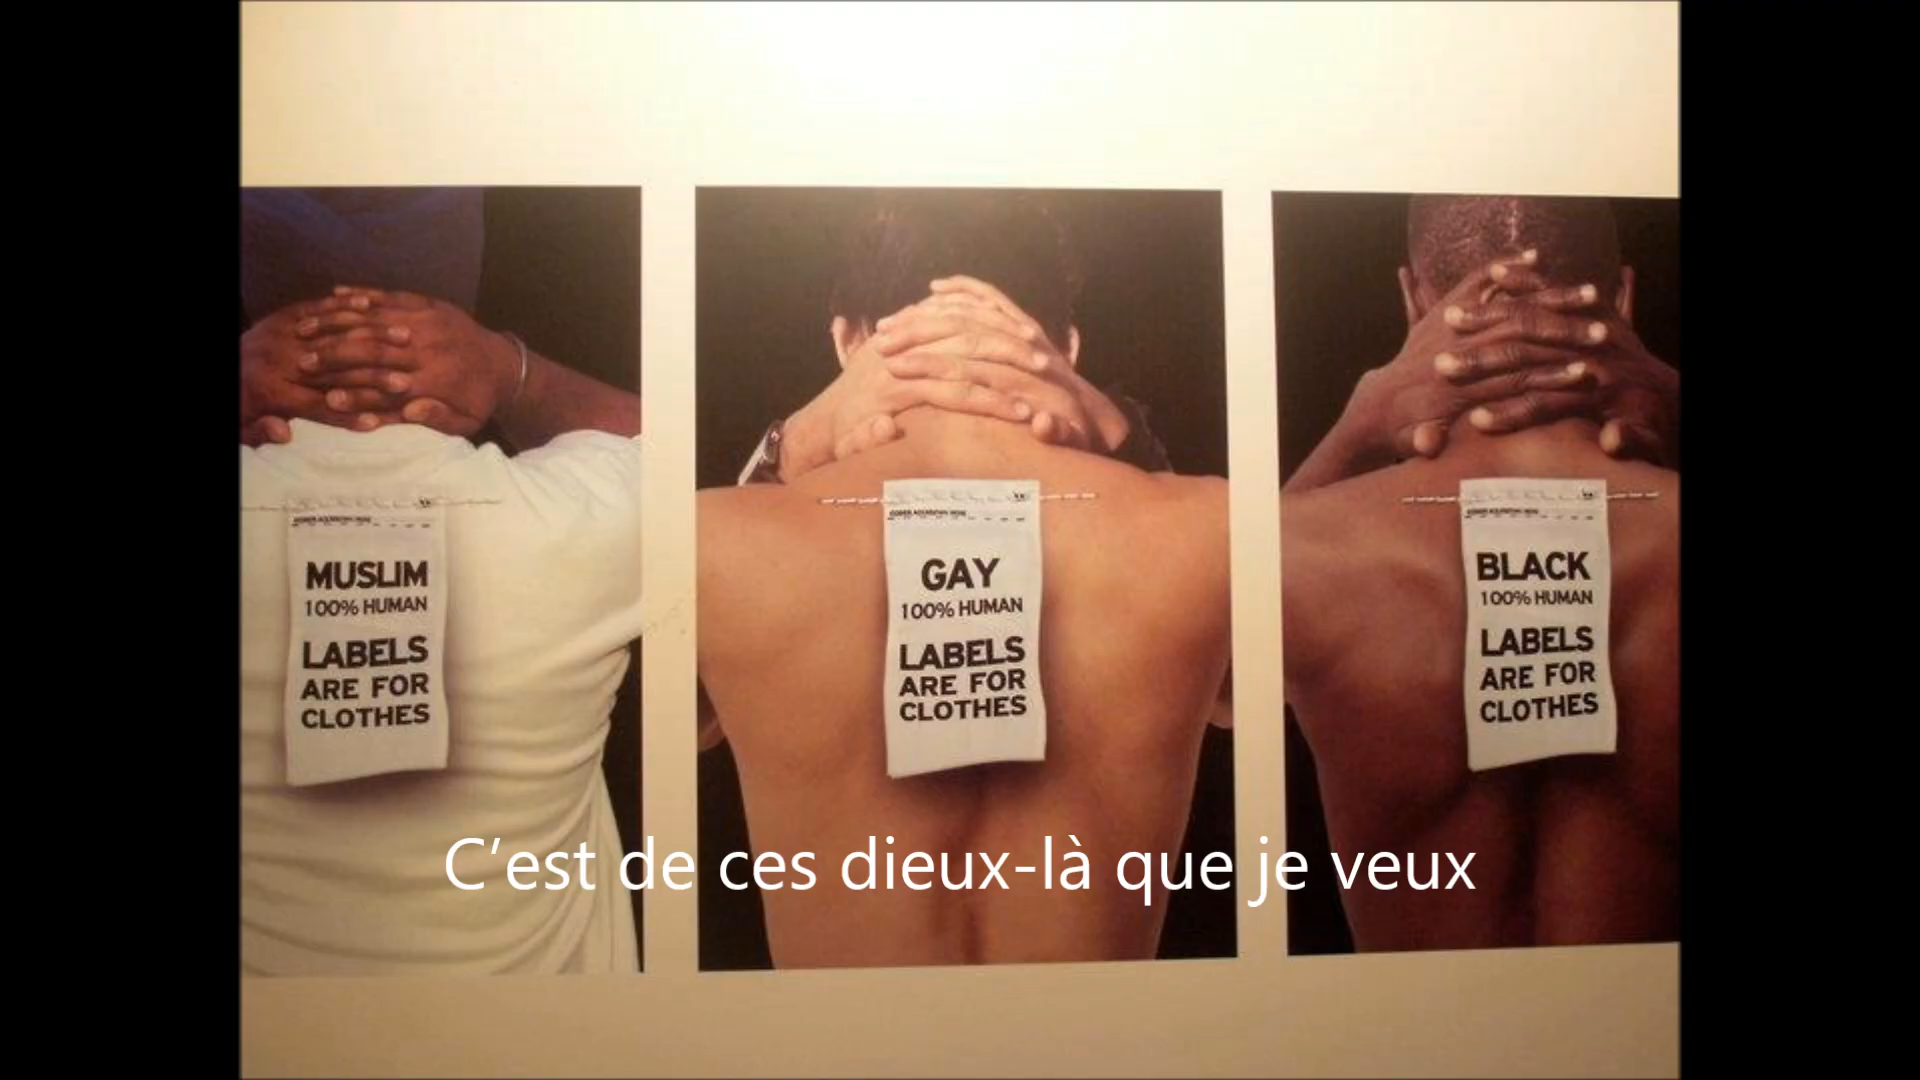 MUSLIM
100% HUMAN
LABELS
ARE FOR
CLOTHES
GAY
100% HUMAN
LABELS
ARE FOR
CLOTHES
BLACK
100% HUMAN
LABELS
ARE FOR
CLOTHES
C’est de ces dieux-là que je veux